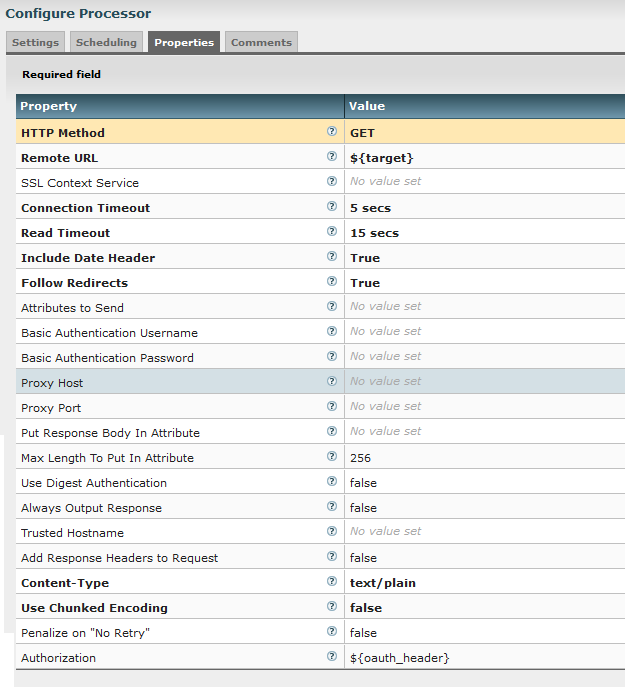 Configure Processor
Settings Scheduling Properties Comments
Required field
Property Value
HTTP Method ? GET
Remote URL ? ${target}
SSL Context Service ? No value set
Connection Timeout ? 5 secs
Read Timeout ? 15 secs
Include Date Header ? True
Follow Redirects ? True
Attributes to Send ? No value set
Basic Authentication Username ? No value set
Basic Authentication Password ? No value set
Proxy Host ? No value set
Proxy Port ? No value set
Put Response Body In Attribute ? No value set
Max Length To Put In Attribute ? 256
Use Digest Authentication ? false
Always Output Response ? false
Trusted Hostname ? No value set
Add Response Headers to Request ? false
Content-Type ? text/plain
Use Chunked Encoding ? false
Penalize on "No Retry" ? false
Authorization ? ${oauth_header}